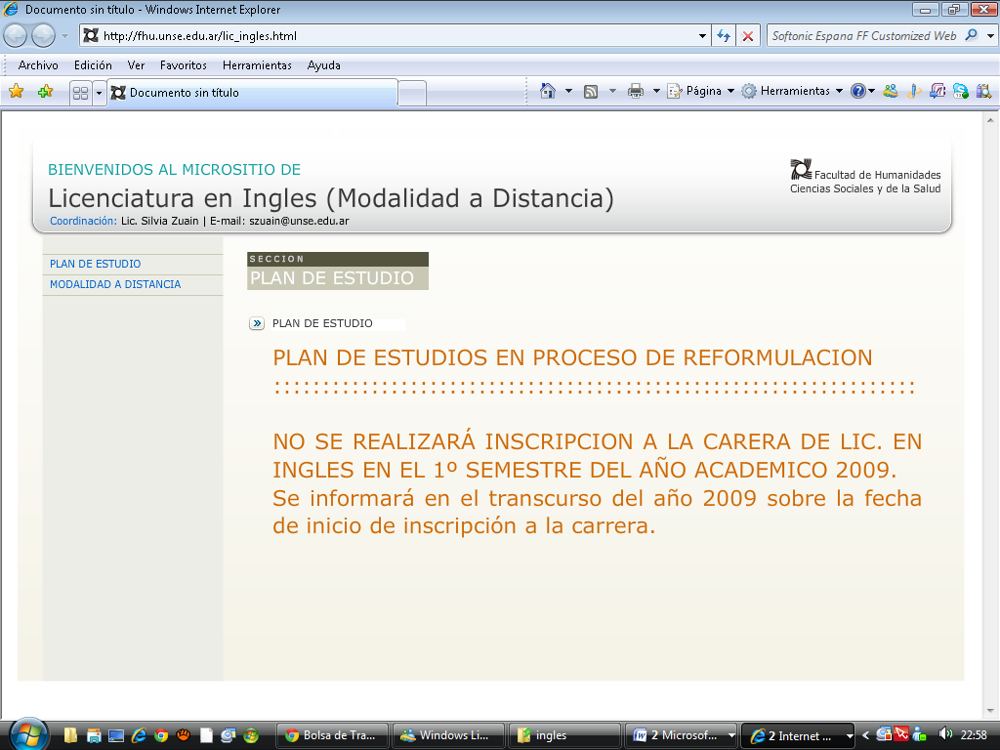 Documento sin título - Windows Internet Explorer
http://fhu.unse.edu.ar/lic_ingles.html
Softonic Espana FF Customized Web
Archivo Edición Ver Favoritos Herramientas Ayuda
Documento sin título
Página Herramientas
BIENVENIDOS AL MICROSITIO DE
Licenciatura en Ingles (Modalidad a Distancia)
Coordinación: Lic. Silvia Zuain | E-mail: szuain@unse.edu.ar
Facultad de Humanidades
Ciencias Sociales y de la Salud
PLAN DE ESTUDIO
MODALIDAD A DISTANCIA
SECCION
PLAN DE ESTUDIO
PLAN DE ESTUDIO
PLAN DE ESTUDIOS EN PROCESO DE REFORMULACION
::::::::::::::::::::::::::::::::::::::::::::::::::::::::::::::::::
NO SE REALIZARÁ INSCRIPCION A LA CARERA DE LIC. EN
INGLES EN EL 1º SEMESTRE DEL AÑO ACADEMICO 2009.
Se informará en el transcurso del año 2009 sobre la fecha
de inicio de inscripción a la carrera.
Bolsa de Tra... Windows Li... ingles 2 Microsof... 2 Internet ... 22:58